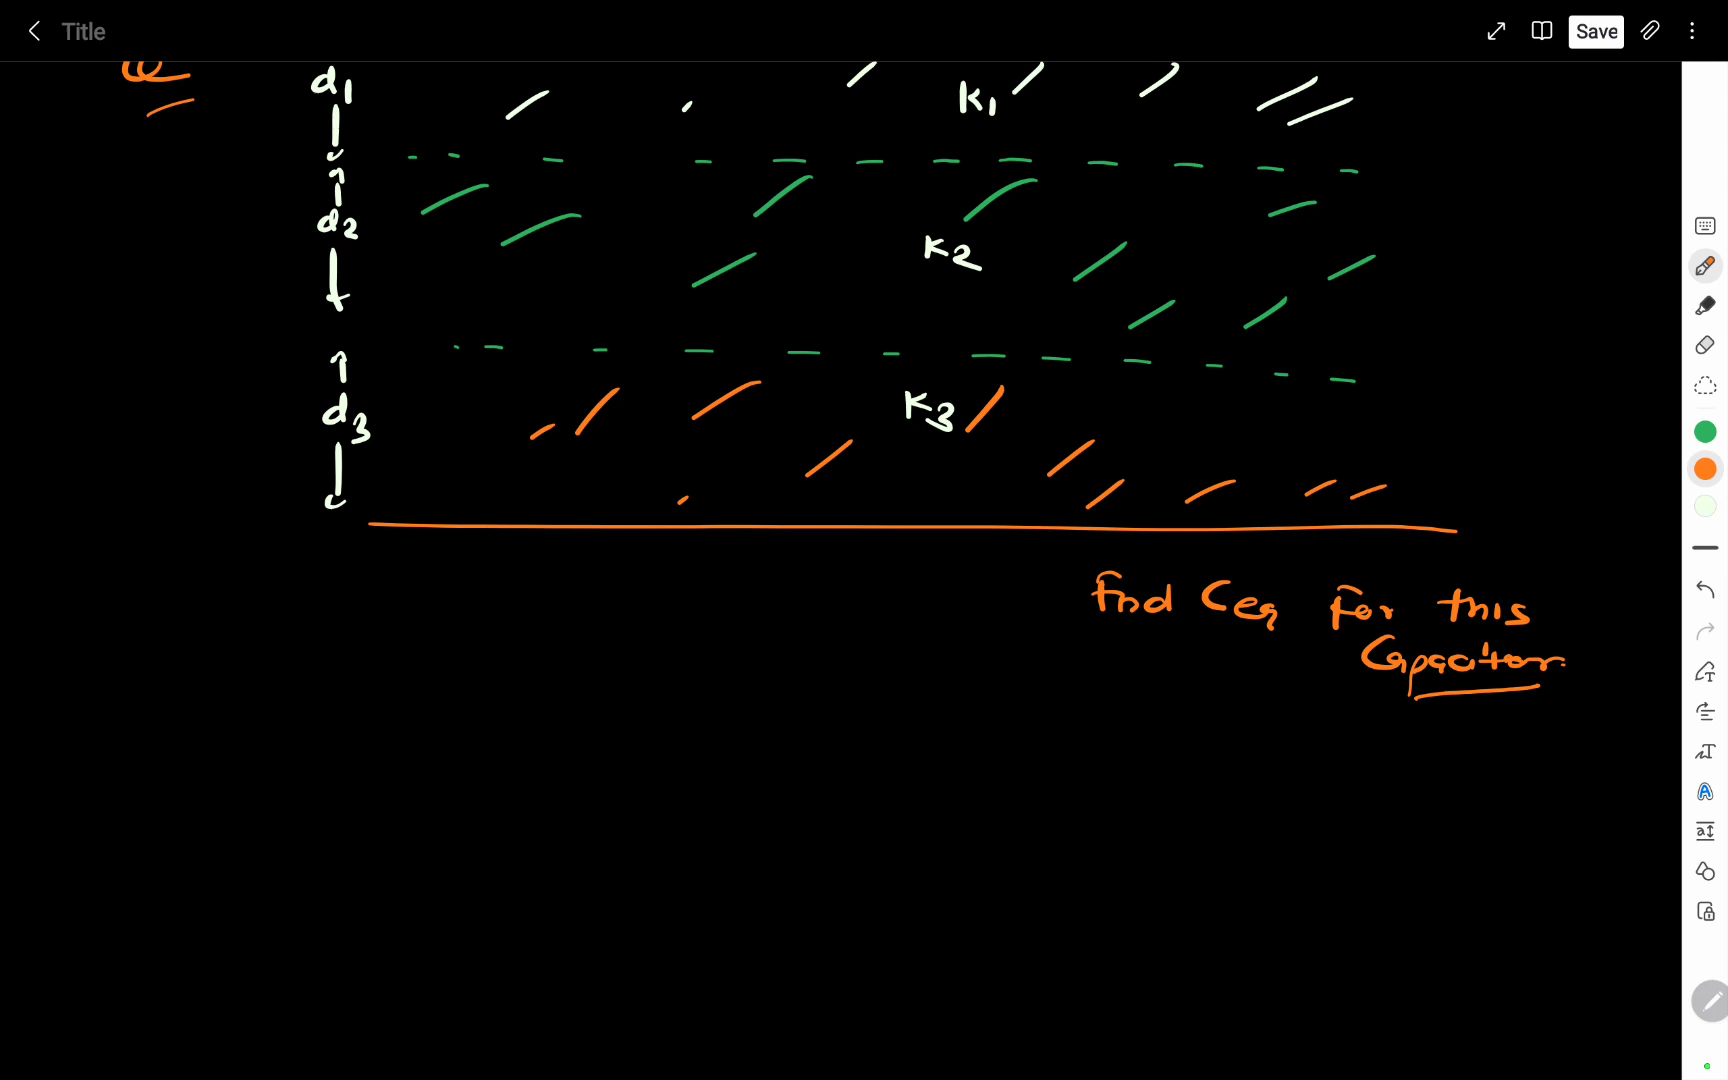 Title
Save
Q
d1
K1
d2
K2
d3
K3
Find Ceq For this
Capacitor